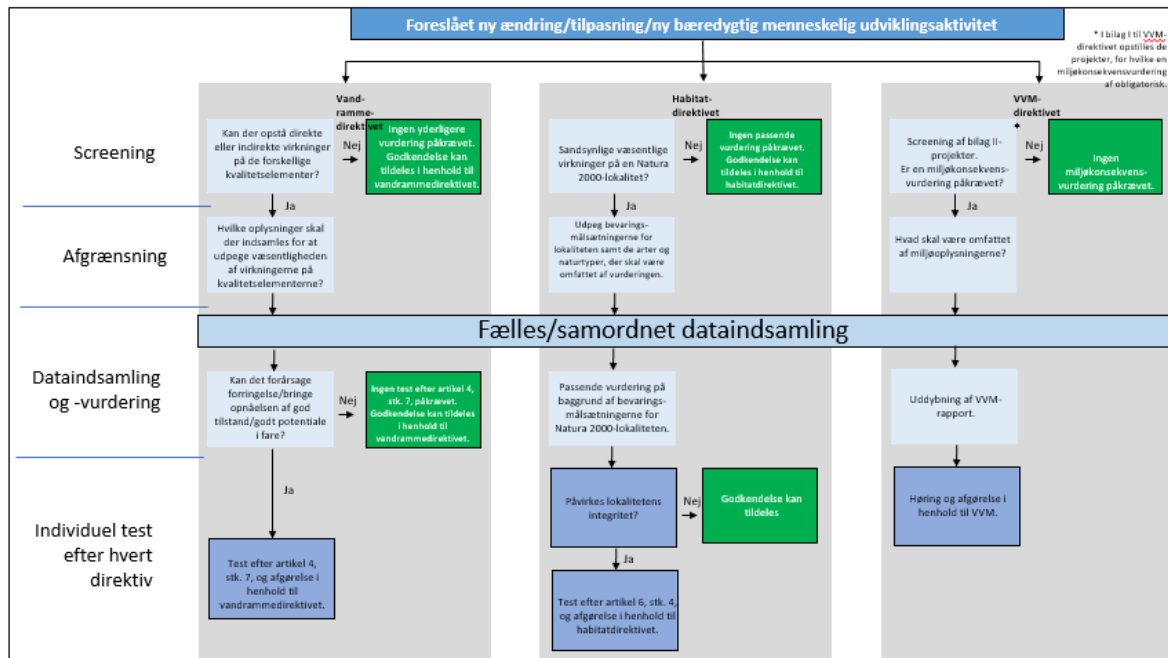 Foreslået ny ændring/tilpasning/ny bæredygtig menneskelig udviklingsaktivitet
* I bilag I til VVM-
direktivet opstilles de
projekter, for hvilke en
miljøkonsekvensvurdering
af obligatorisk.
Vand-
ramme-
direktivet
Habitat-
direktivet
VVM-
direktivet
*
Screening
Kan der opstå direkte
eller indirekte virkninger
på de forskellige
kvalitetselementer?
Nej
Ingen yderligere
vurdering påkrævet.
Godkendelse kan
tildeles i henhold til
vandrammedirektivet.
Sandsynlige væsentlige
virkninger på en Natura
2000-lokalitet?
Nej
Ingen passende
vurdering påkrævet.
Godkendelse kan
tildeles i henhold til
habitatdirektivet.
Screening af bilag II-
projekter.
Er en miljøkonsekvens-
vurdering påkrævet?
Nej
Ingen
miljøkonsekvens-
vurdering påkrævet.
Ja
Ja
Ja
Afgrænsning
Hvilke oplysninger skal
der indsamles for at
udpege væsentligheden
af virkningerne på
kvalitetselementerne?
Udpeg bevarings-
målsætningerne for
lokaliteten samt de arter og
naturtyper, der skal være
omfattet af vurderingen.
Hvad skal være omfattet
af miljøoplysningerne?
Fælles/samordnet dataindsamling
Dataindsamling
og -vurdering
Kan det forårsage
forringelse/bringe
opnåelsen af god
tilstand/godt potentiale
i fare?
Nej
Ingen test efter artikel 4,
stk. 7, påkrævet.
Godkendelse kan tildeles
i henhold til
vandrammedirektivet.
Passende vurdering på
baggrund af bevarings-
målsætningerne for
Natura 2000-lokaliteten.
Uddybning af VVM-
rapport.
Individuel test
efter hvert
direktiv
Ja
Påvirkes lokalitetens
integritet?
Nej
Godkendelse kan
tildeles
Høring og afgørelse i
henhold til VVM.
Ja
Test efter artikel 4,
stk. 7, og afgørelse i
henhold til
vandrammedirektivet.
Test efter artikel 6, stk. 4,
og afgørelse i henhold til
habitatdirektivet.